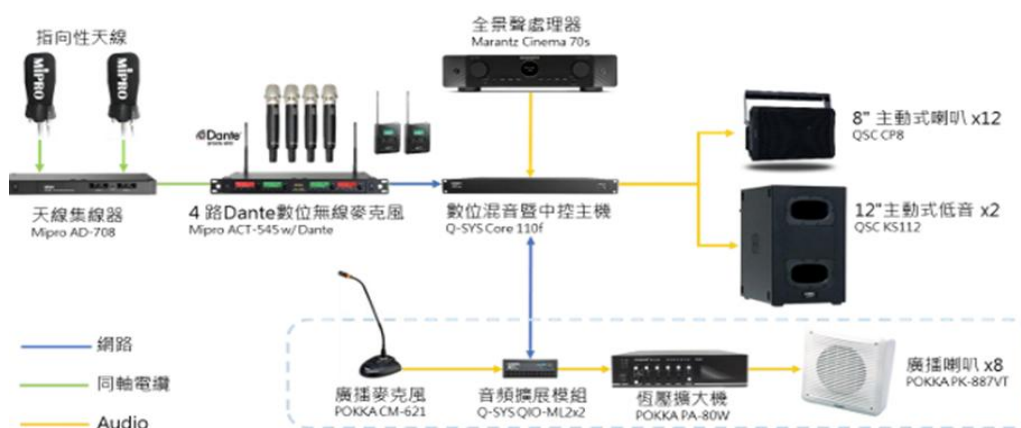 全景聲處理器
Marantz Cinema 70s
指向性天線
MIPRO
MIPRO
Dante
8" 主動式喇叭 x12
QSC CP8
天線集線器
Mipro AD-708
4 路Dante數位無線麥克風
Mipro ACT-545 w/ Dante
數位混音暨中控主機
Q-SYS Core 110f
12"主動式低音 x2
QSC KS112
網路
同軸電纜
Audio
廣播麥克風
POKKA CM-621
音頻擴展模組
Q-SYS QIO-ML2x2
恆壓擴大機
POKKA PA-80W
廣播喇叭 x8
POKKA PK-887VT